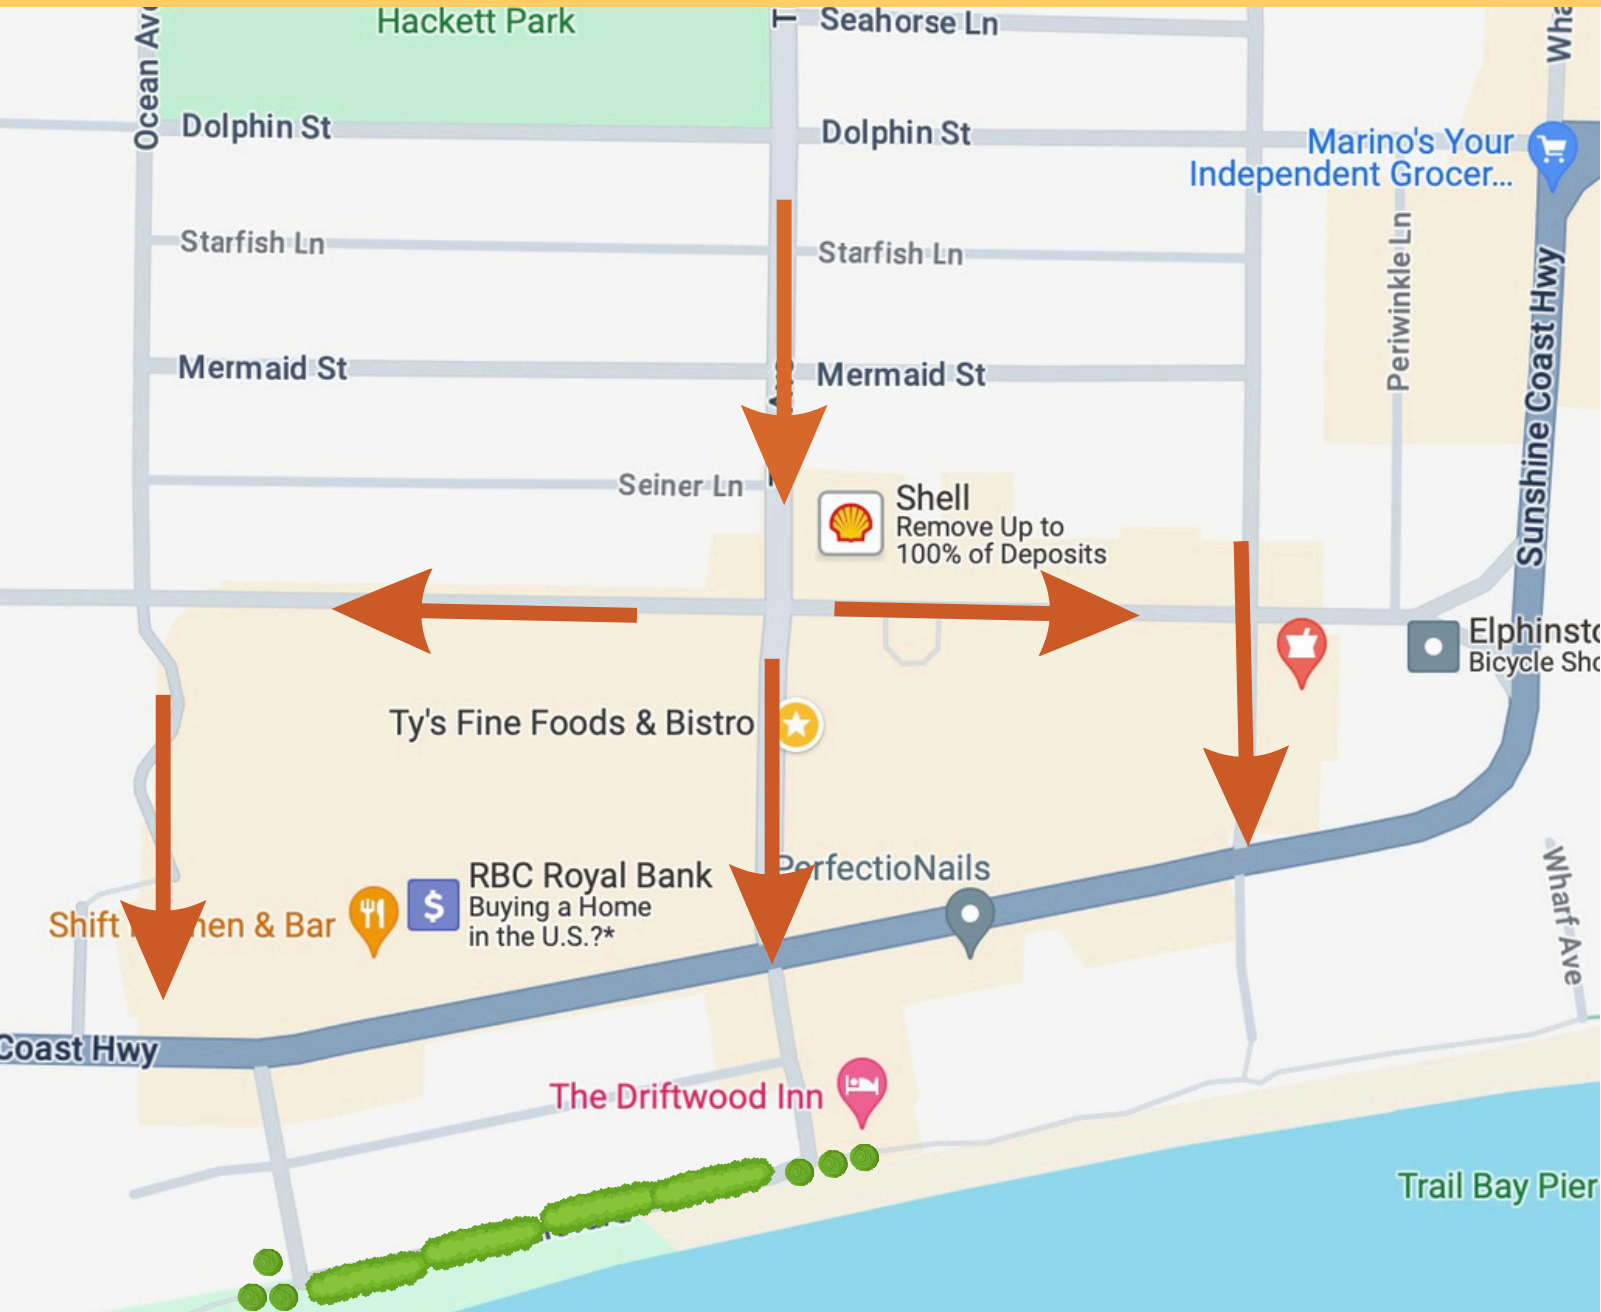 Hackett Park
Seahorse Ln
Ocean Ave
Dolphin St
Dolphin St
Marino's Your
Independent Grocer...
Starfish Ln
Starfish Ln
Periwinkle Ln
Sunshine Coast Hwy
Mermaid St
Mermaid St
Seiner Ln
Shell
Remove Up to
100% of Deposits
Bicycle
Ty's Fine Foods & Bistro
PerfectioNails
RBC Royal Bank
Buying a Home
in the U.S.?*
Shift & Bar
$
Wharf Ave
Coast Hwy
The Driftwood Inn
Trail Bay Pier